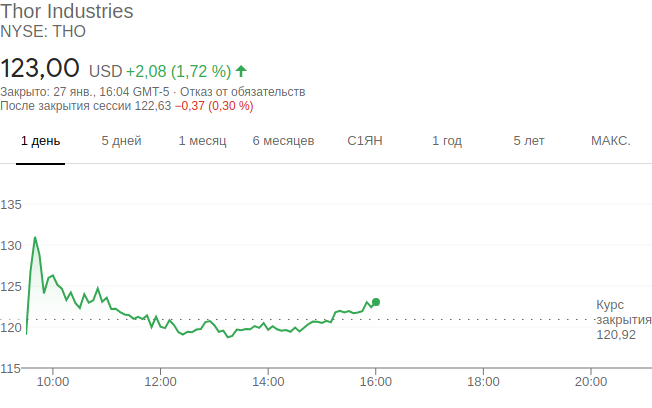 Thor Industries
NYSE: THO
123,00 USD +2,08 (1,72 %)
Закрыто: 27 янв., 16:04 GMT-5 · Отказ от обязательств
После закрытия сессии 122,63 −0,37 (0,30 %)
1 день 5 дней 1 месяц 6 месяцев С1ЯН 1 год 5 лет МАКС.
135
130
125
120
115
Курс
закрытия
120,92
10:00 12:00 14:00 16:00 18:00 20:00